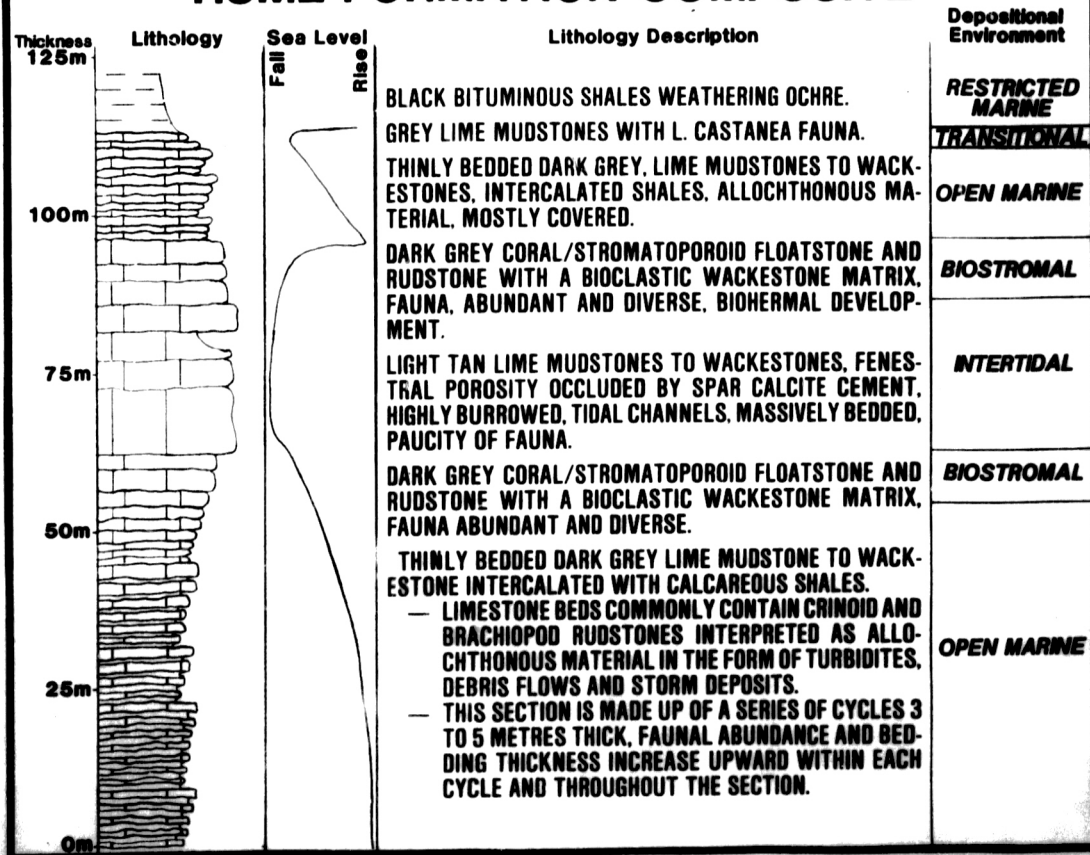 Thickness
Lithology
Sea Level
Lithology Description
Depositional
Environment
Fall
Rise
125m
100m
75m
50m
25m
0m
BLACK BITUMINOUS SHALES WEATHERING OCHRE.
GREY LIME MUDSTONES WITH L. CASTANEA FAUNA.
THINLY BEDDED DARK GREY, LIME MUDSTONES TO WACK-
ESTONES, INTERCALATED SHALES, ALLOCHTHONOUS MA-
TERIAL, MOSTLY COVERED.
DARK GREY CORAL/STROMATOPOROID FLOATSTONE AND
RUDSTONE WITH A BIOCLASTIC WACKESTONE MATRIX,
FAUNA, ABUNDANT AND DIVERSE, BIOHERMAL DEVELOP-
MENT.
LIGHT TAN LIME MUDSTONES TO WACKESTONES, FENES-
TRAL POROSITY OCCLUDED BY SPAR CALCITE CEMENT,
HIGHLY BURROWED, TIDAL CHANNELS, MASSIVELY BEDDED,
PAUCITY OF FAUNA.
DARK GREY CORAL/STROMATOPOROID FLOATSTONE AND
RUDSTONE WITH A BIOCLASTIC WACKESTONE MATRIX,
FAUNA ABUNDANT AND DIVERSE.
THINLY BEDDED DARK GREY LIME MUDSTONE TO WACK-
ESTONE INTERCALATED WITH CALCAREOUS SHALES.
— LIMESTONE BEDS COMMONLY CONTAIN CRINOID AND
BRACHIOPOD RUDSTONES INTERPRETED AS ALLO-
CHTHONOUS MATERIAL IN THE FORM OF TURBIDITES,
DEBRIS FLOWS AND STORM DEPOSITS.
— THIS SECTION IS MADE UP OF A SERIES OF CYCLES 3
TO 5 METRES THICK, FAUNAL ABUNDANCE AND BED-
DING THICKNESS INCREASE UPWARD WITHIN EACH
CYCLE AND THROUGHOUT THE SECTION.
RESTRICTED
MARINE
TRANSITIONAL
OPEN MARINE
BIOSTROMAL
INTERTIDAL
BIOSTROMAL
OPEN MARINE